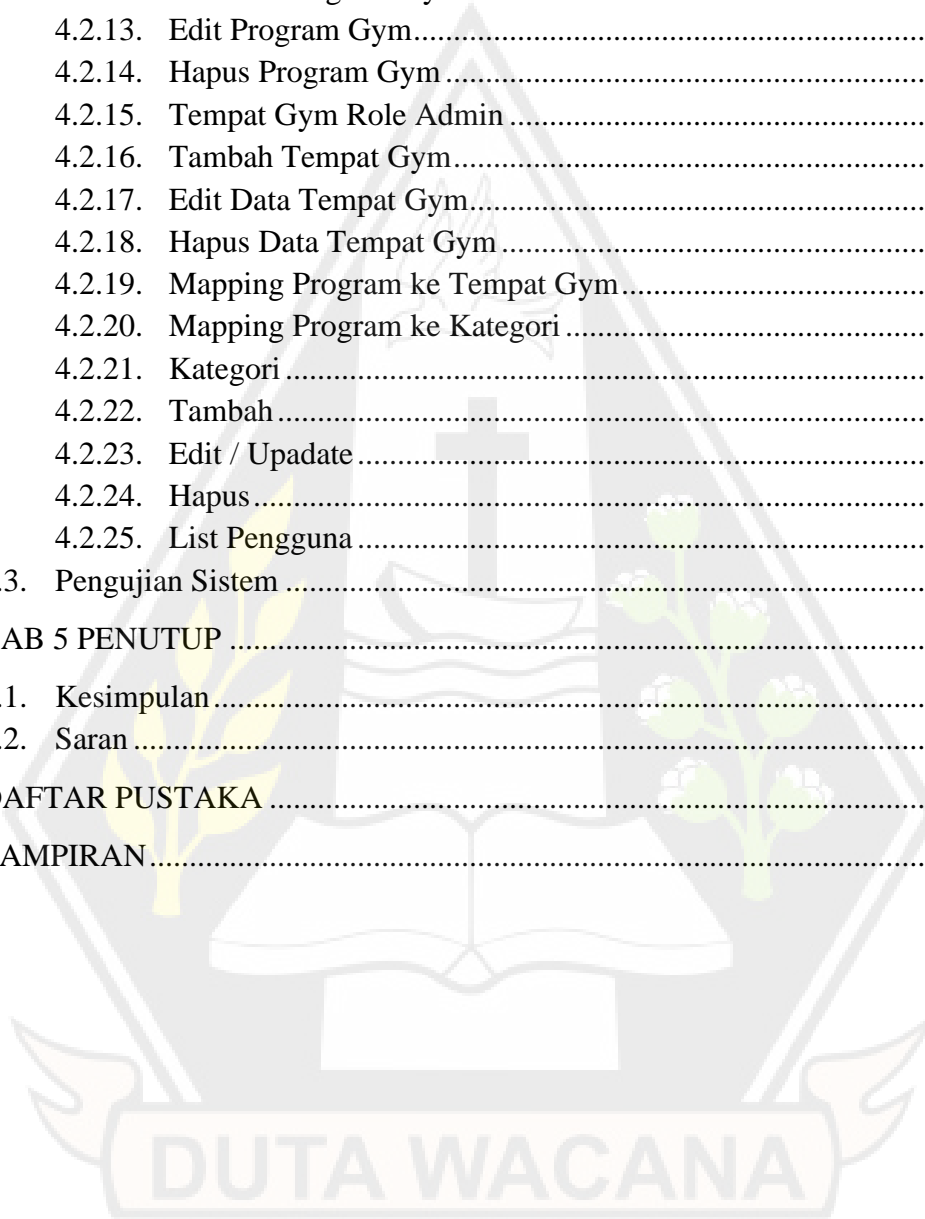 4.2.13. Edit Program Gym
4.2.14. Hapus Program Gym
4.2.15. Tempat Gym Role Admin
4.2.16. Tambah Tempat Gym
4.2.17. Edit Data Tempat Gym
4.2.18. Hapus Data Tempat Gym
4.2.19. Mapping Program ke Tempat Gym
4.2.20. Mapping Program ke Kategori
4.2.21. Kategori
4.2.22. Tambah
4.2.23. Edit / Upadate
4.2.24. Hapus
4.2.25. List Pengguna
.3. Pengujian Sistem
AB 5 PENUTUP
.1. Kesimpulan
.2. Saran
DAFTAR PUSTAKA
AMPIRAN
DUTA WACANA